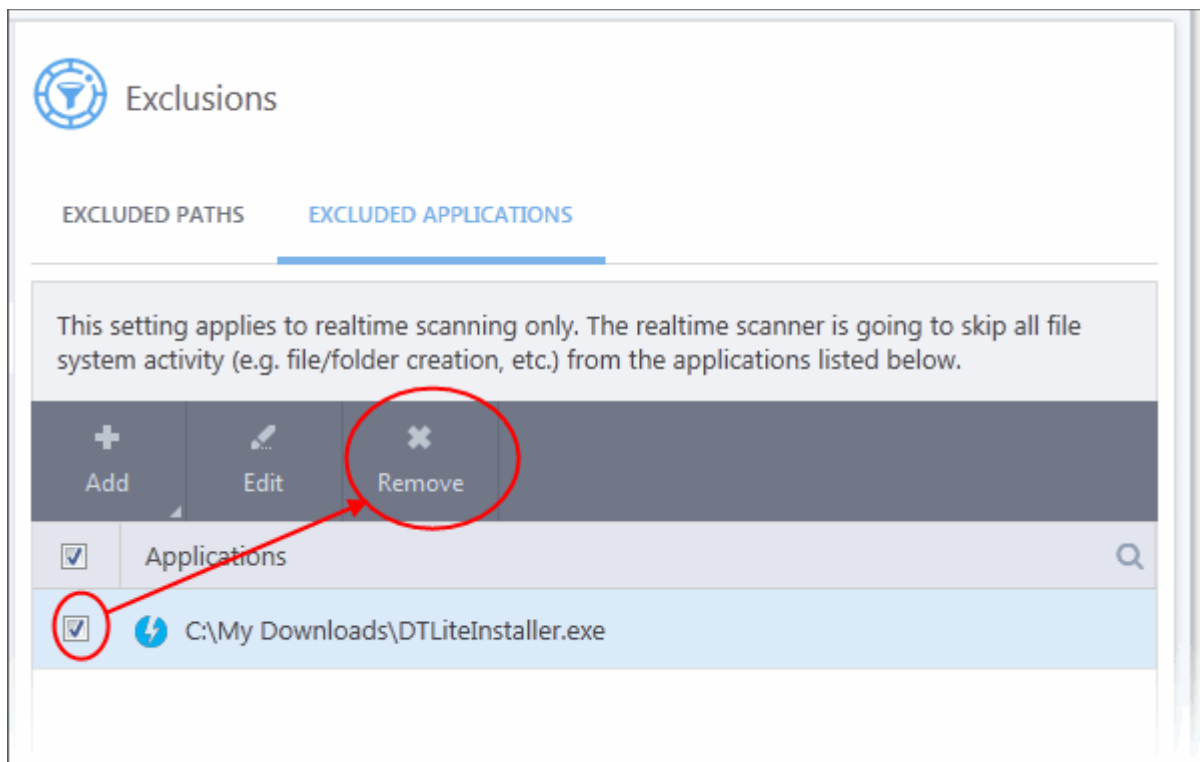 Exclusions
EXCLUDED PATHS EXCLUDED APPLICATIONS
This setting applies to realtime scanning only. The realtime scanner is going to skip all file
system activity (e.g. file/folder creation, etc.) from the applications listed below.
Add Edit Remove
Applications
C:\My Downloads\DTLiteInstaller.exe